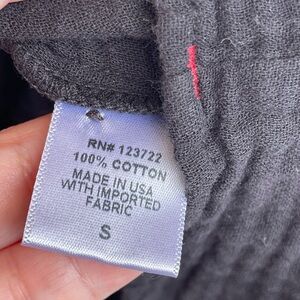 RN# 123722
100% COTTON
MADE IN USA
WITH IMPORTED
FABRIC
S